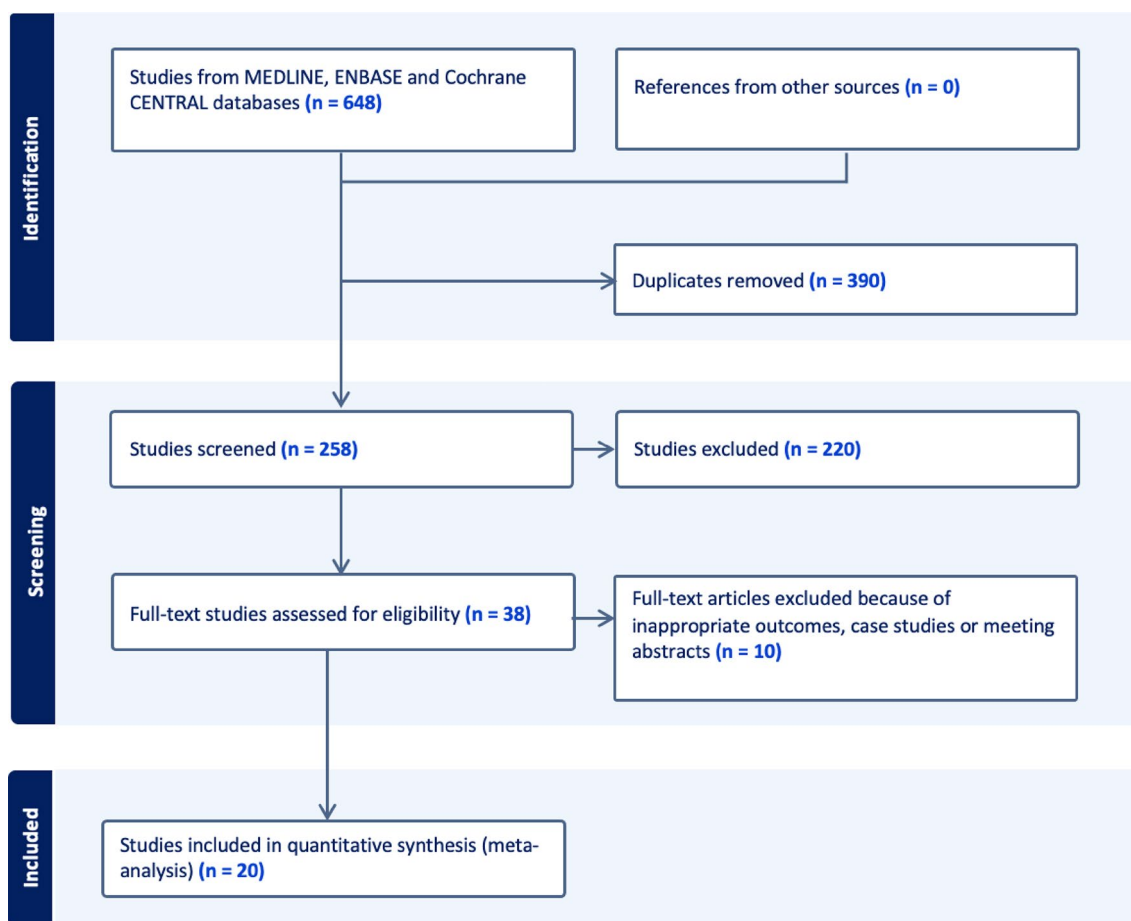 Identification
Studies from MEDLINE, ENBASE and Cochrane
CENTRAL databases (n = 648)
References from other sources (n = 0)
Duplicates removed (n = 390)
Screening
Studies screened (n = 258)
Studies excluded (n = 220)
Full-text studies assessed for eligibility (n = 38)
Full-text articles excluded because of
inappropriate outcomes, case studies or meeting
abstracts (n = 10)
Included
Studies included in quantitative synthesis (meta-
analysis) (n = 20)